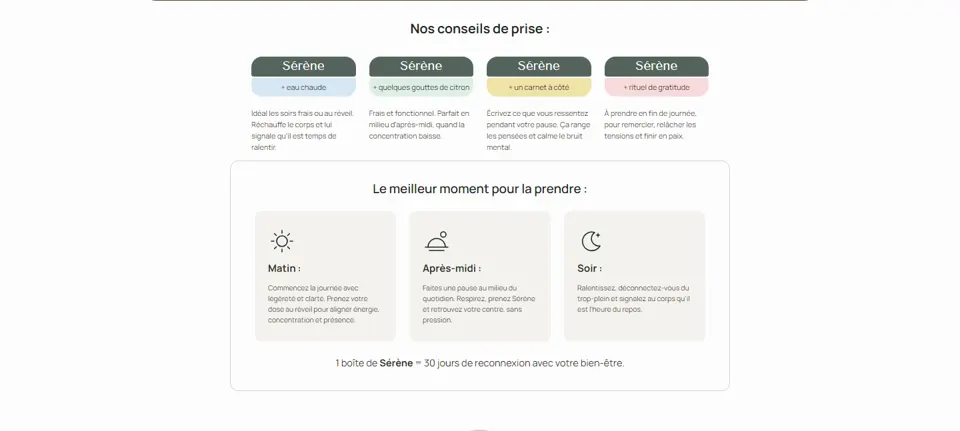 Nos conseils de prise :
Sérène
+ eau chaude
Idéal les soirs frais ou au réveil.
Réchauffe le corps et lui
signale qu'il est temps de
ralentir.
Sérène
+ quelques gouttes de citron
Frais et fonctionnel. Parfait en
milieu d'après-midi, quand la
concentration baisse.
Sérène
+ un carnet à côté
Écrivez ce que vous ressentez
pendant votre pause. Ça range
les pensées et calme le bruit
mental.
Sérène
+ rituel de gratitude
À prendre en fin de journée,
pour remercier, relâcher les
tensions et finir en paix.
Le meilleur moment pour la prendre :
Matin :
Commencez la journée avec
légèreté et clarté. Prenez votre
dose au réveil pour aligner énergie,
concentration et présence.
Après-midi :
Faites une pause au milieu du
quotidien. Respirez, prenez Sérène
et retrouvez votre centre, sans
pression.
Soir :
Ralentissez, déconnectez-vous du
trop-plein et signalez au corps qu'il
est l'heure du repos.
1 boîte de Sérène = 30 jours de reconnexion avec votre bien-être.